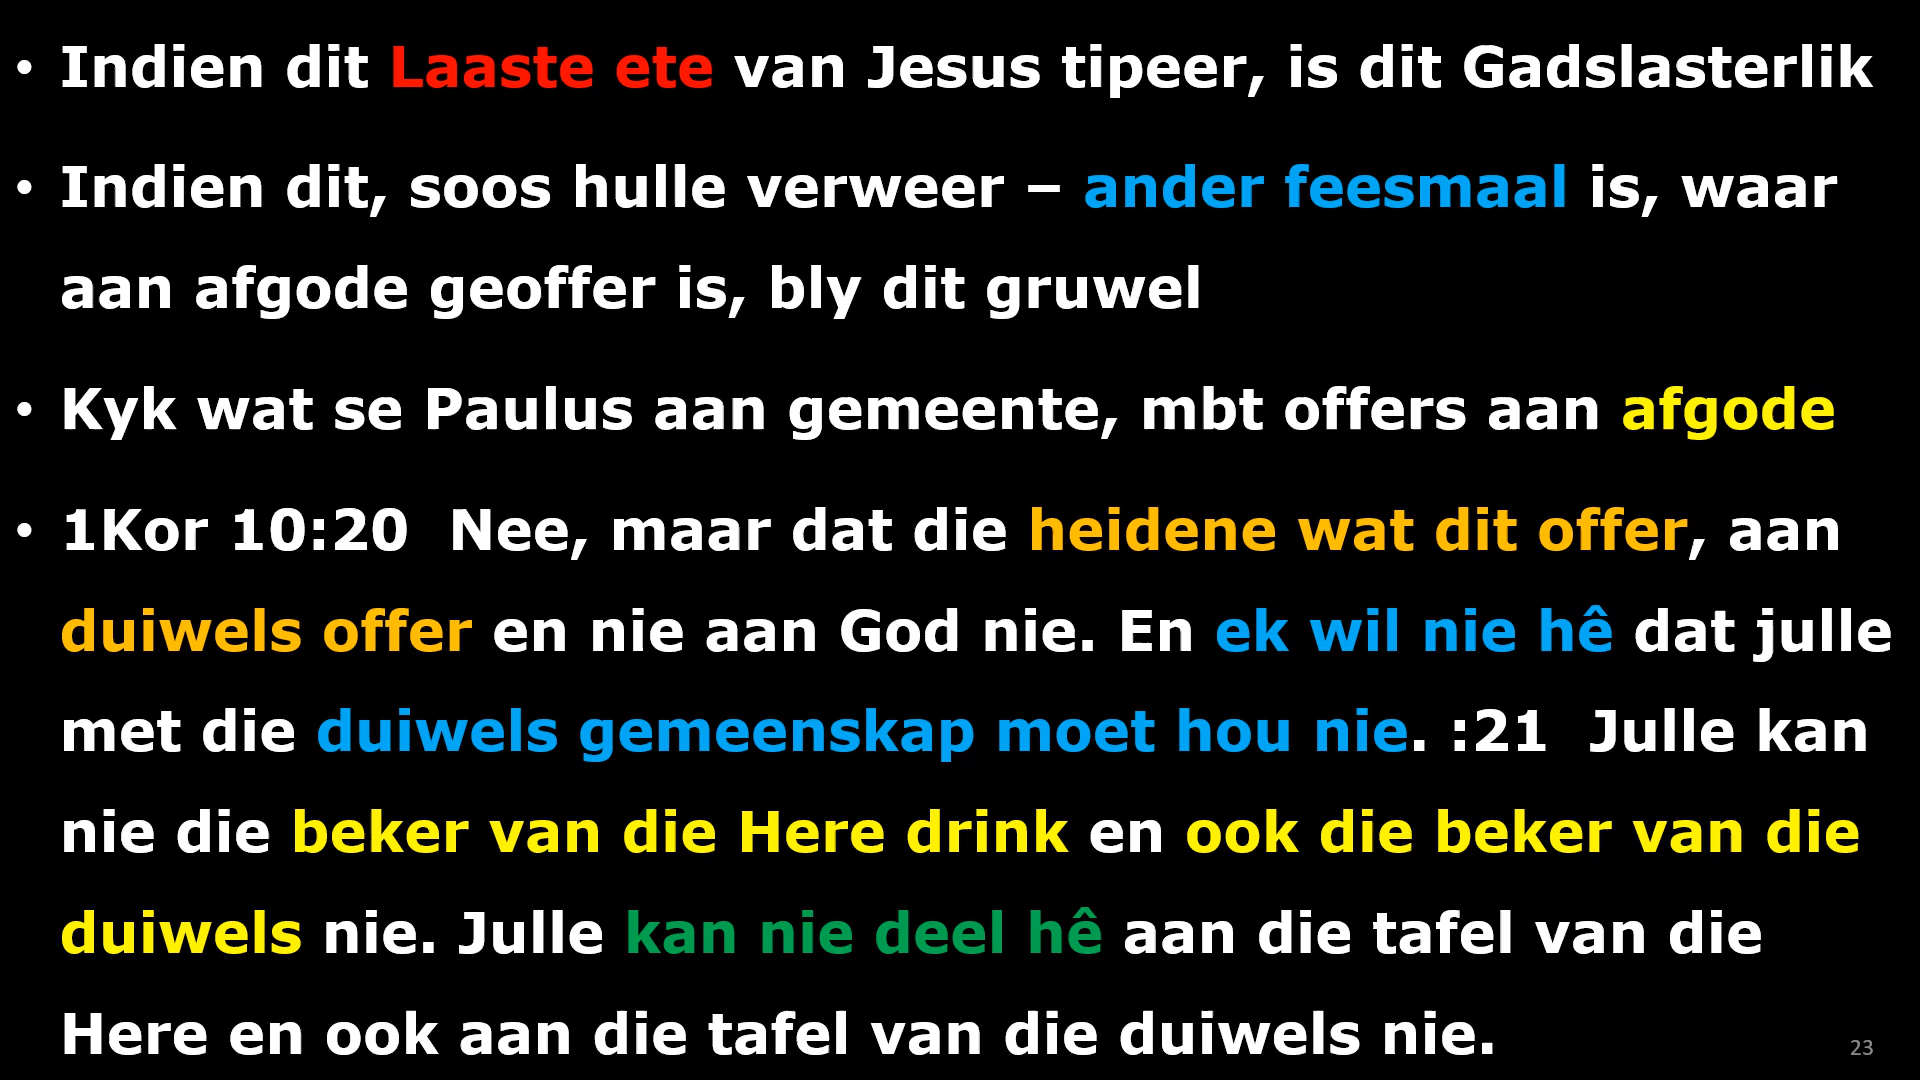 • Indien dit Laaste ete van Jesus tipeer, is dit Gadslasterlik
• Indien dit, soos hulle verweer – ander feesmaal is, waar
aan afgode geoffer is, bly dit gruwel
• Kyk wat se Paulus aan gemeente, mbt offers aan afgode
• 1Kor 10:20  Nee, maar dat die heidene wat dit offer, aan
duiwels offer en nie aan God nie. En ek wil nie hê dat julle
met die duiwels gemeenskap moet hou nie. :21  Julle kan
nie die beker van die Here drink en ook die beker van die
duiwels nie. Julle kan nie deel hê aan die tafel van die
Here en ook aan die tafel van die duiwels nie.
23